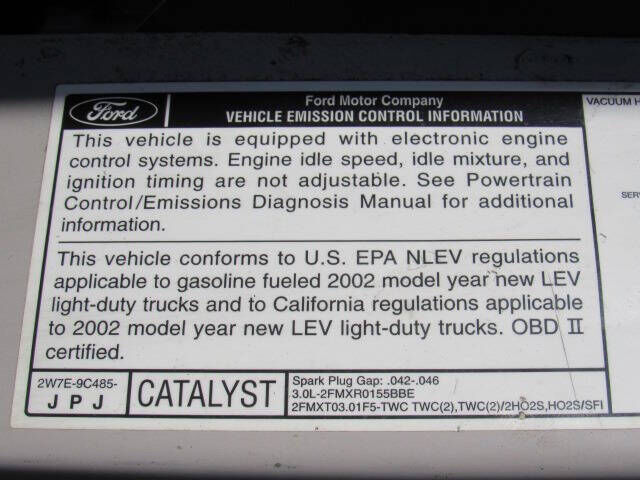 Ford
Ford Motor Company
VEHICLE EMISSION CONTROL INFORMATION
VACUUM H
This vehicle is equipped with electronic engine
control systems. Engine idle speed, idle mixture, and
ignition timing are not adjustable. See Powertrain
Control/Emissions Diagnosis Manual for additional
information.
SER
This vehicle conforms to U.S. EPA NLEV regulations
applicable to gasoline fueled 2002 model year new LEV
light-duty trucks and to California regulations applicable
to 2002 model year new LEV light-duty trucks. OBD II
certified.
2W7E-9C485-
J P J
CATALYST
Spark Plug Gap: .042-.046
3.0L-2FMXR0155BBE
2FMXT03.01F5-TWC TWC(2),TWC(2)/2HO2S,HO2S/SFI